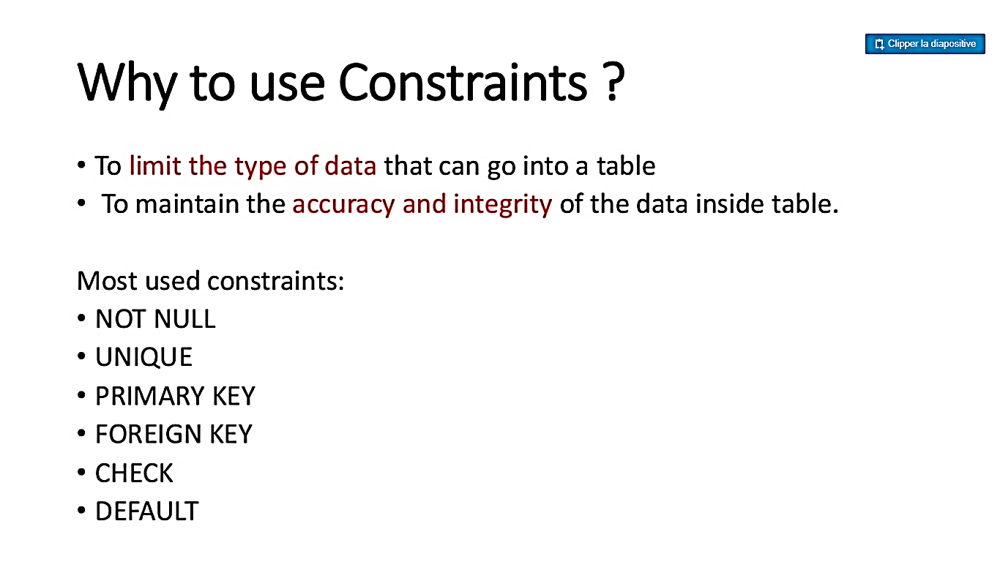 Clipper la diapositive
Why to use Constraints ?
• To limit the type of data that can go into a table
• To maintain the accuracy and integrity of the data inside table.
Most used constraints:
• NOT NULL
• UNIQUE
• PRIMARY KEY
• FOREIGN KEY
• CHECK
• DEFAULT